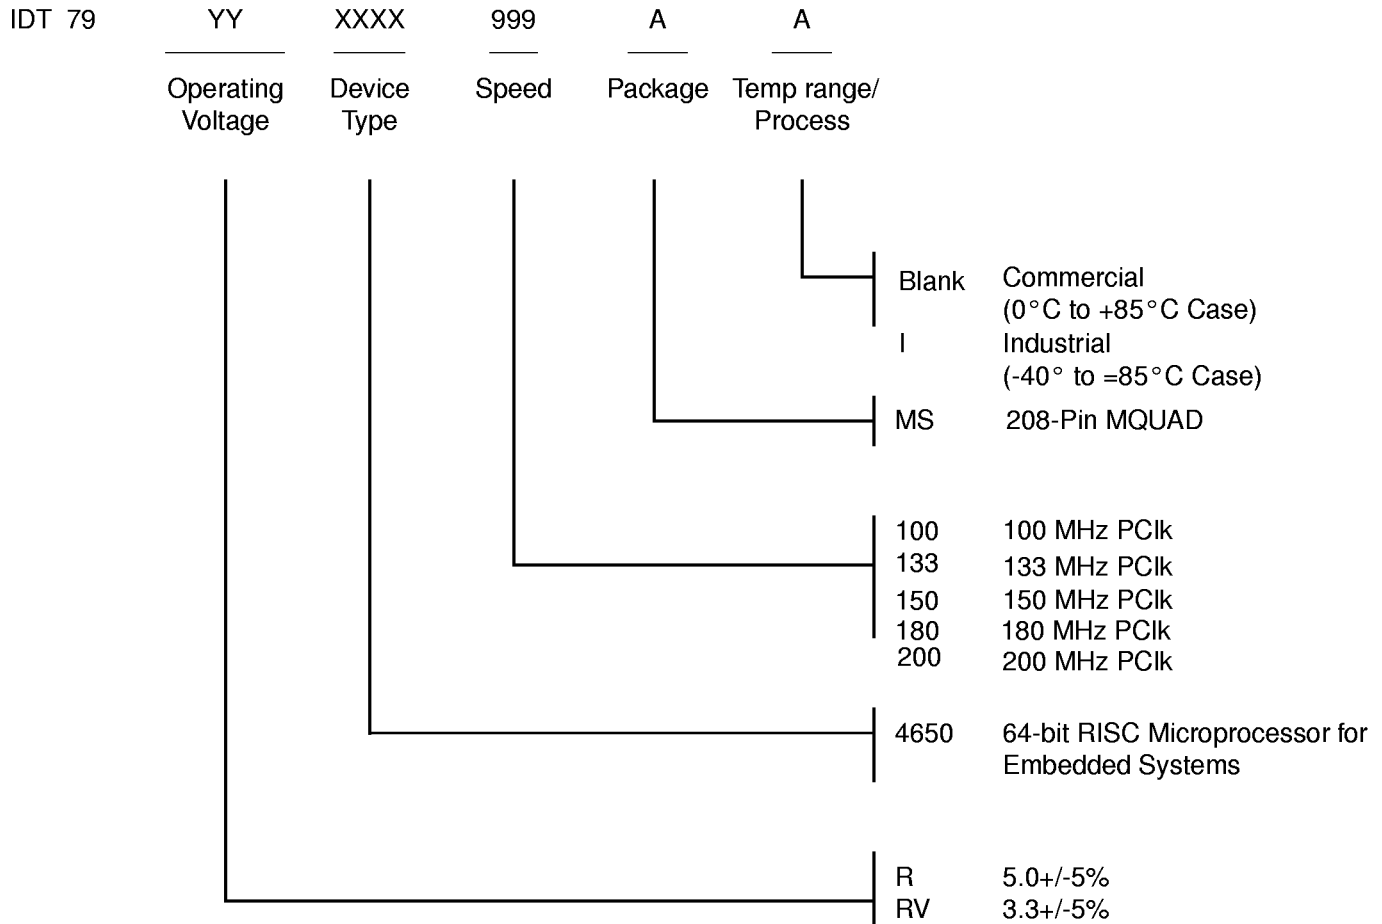 IDT 79 YY XXXX 999 A A
Operating Voltage
Device Type
Speed
Package
Temp range/ Process
Blank Commercial
(0°C to +85°C Case)
I Industrial
(-40° to =85°C Case)
MS 208-Pin MQUAD
100 100 MHz PClk
133 133 MHz PClk
150 150 MHz PClk
180 180 MHz PClk
200 200 MHz PClk
4650 64-bit RISC Microprocessor for
Embedded Systems
R 5.0+/-5%
RV 3.3+/-5%